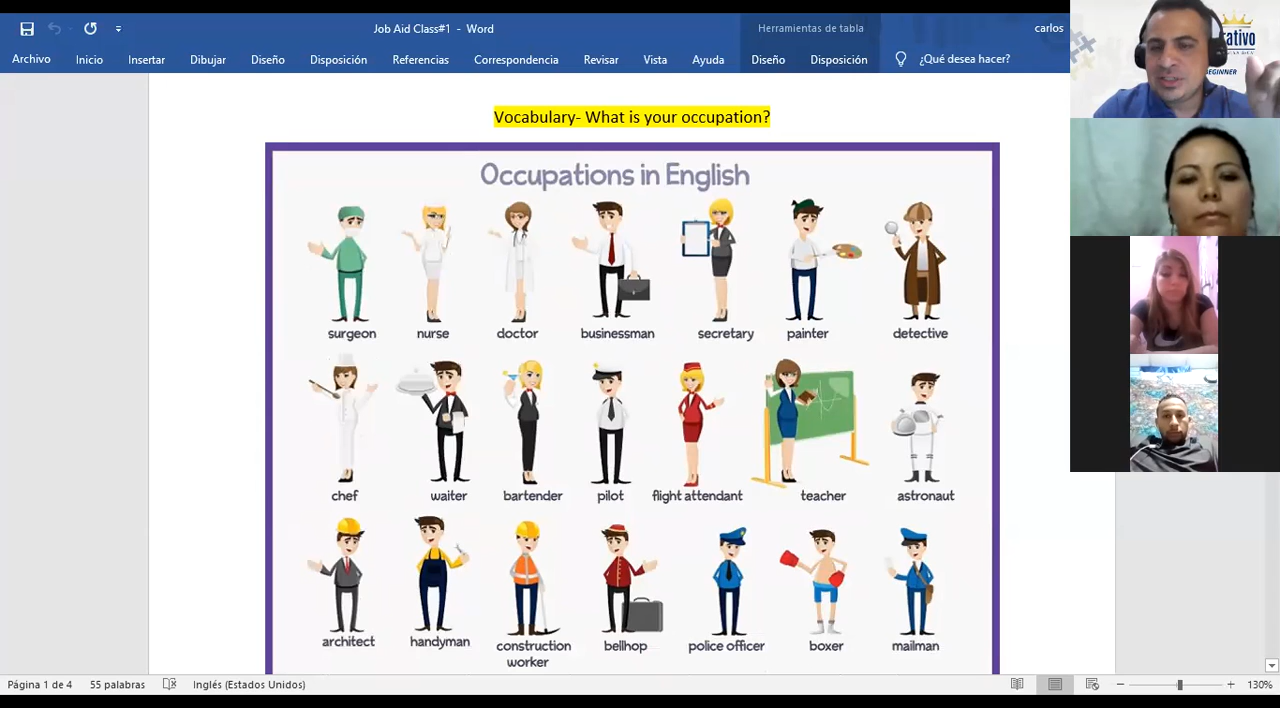 Job Aid Class#1 - Word
Herramientas de tabla
carlos
Archivo Inicio Insertar Dibujar Diseño Disposición Referencias Correspondencia Revisar Vista Ayuda Diseño Disposición ¿Qué desea hacer?
BEGINNER
Vocabulary- What is your occupation?
Occupations in English
surgeon nurse doctor businessman secretary painter detective
chef waiter bartender pilot flight attendant teacher astronaut
architect handyman construction worker bellhop police officer boxer mailman
Página 1 de 4 55 palabras Inglés (Estados Unidos) 130%